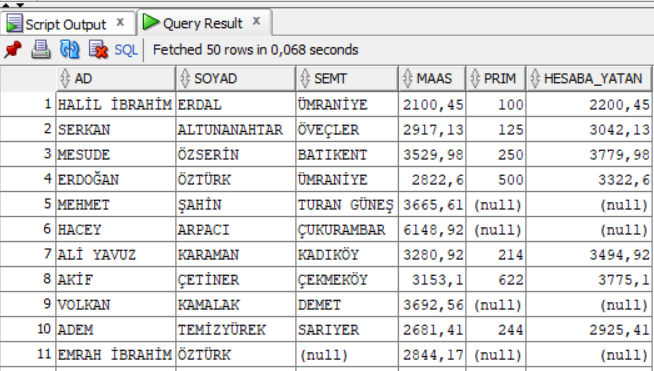 Script Output x Query Result x
SQL Fetched 50 rows in 0,068 seconds
AD SOYAD SEMT MAAS PRIM HESABA_YATAN
1 HALİL İBRAHİM ERDAL ÜMRANİYE 2100,45 100 2200,45
2 SERKAN ALTUNANAHTAR ÖVEÇLER 2917,13 125 3042,13
3 MESUDE ÖZSERİN BATIKENT 3529,98 250 3779,98
4 ERDOĞAN ÖZTÜRK ÜMRANİYE 2822,6 500 3322,6
5 MEHMET ŞAHİN TURAN GÜNEŞ 3665,61 (null) (null)
6 HACEY ARPACI ÇUKURAMBAR 6148,92 (null) (null)
7 ALİ YAVUZ KARAMAN KADIKÖY 3280,92 214 3494,92
8 AKİF ÇETİNER ÇEKMEKÖY 3153,1 622 3775,1
9 VOLKAN KAMALAK DEMET 3692,56 (null) (null)
10 ADEM TEMİZYÜREK SARIYER 2681,41 244 2925,41
11 EMRAH İBRAHİM ÖZTÜRK (null) 2844,17 (null) (null)